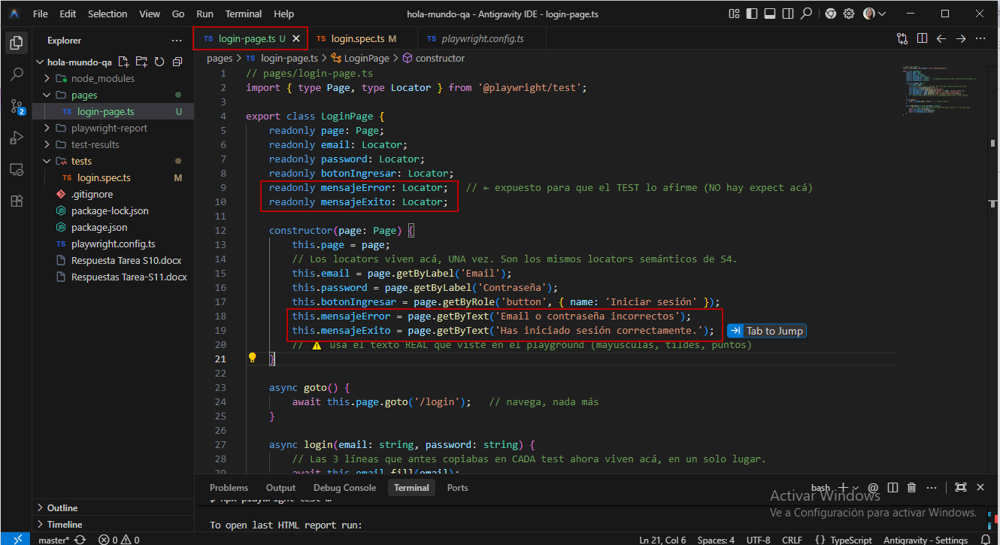 File Edit Selection View Go Run Terminal Help
hola-mundo-qa - Antigravity IDE - login-page.ts
Explorer
hola-mundo-qa
node_modules
pages
TS login-page.ts U
playwright-report
test-results
tests
TS login.spec.ts M
.gitignore
package-lock.json
package.json
TS playwright.config.ts
Respuesta Tarea S10.docx
Respuestas Tarea-S11.docx
Outline
Timeline
2
TS login-page.ts U
TS login.spec.ts M
TS playwright.config.ts
pages > TS login-page.ts > LoginPage > constructor
1 // pages/login-page.ts
2 import { type Page, type Locator } from '@playwright/test';
3
4 export class LoginPage {
5 readonly page: Page;
6 readonly email: Locator;
7 readonly password: Locator;
8 readonly botonIngresar: Locator;
9 readonly mensajeError: Locator; // ← expuesto para que el TEST lo afirme (NO hay expect acá)
10 readonly mensajeExito: Locator;
11
12 constructor(page: Page) {
13 this.page = page;
14 // Los locators viven acá, UNA vez. Son los mismos locators semánticos de S4.
15 this.email = page.getByLabel('Email');
16 this.password = page.getByLabel('Contraseña');
17 this.botonIngresar = page.getByRole('button', { name: 'Iniciar sesión' });
18 this.mensajeError = page.getByText('Email o contraseña incorrectos');
19 this.mensajeExito = page.getByText('Has iniciado sesión correctamente.');
Tab to Jump
20 // ⚠ usa el texto REAL que viste en el playground (mayúsculas, tildes, puntos)
21 }
22
23 async goto() {
24 await this.page.goto('/login'); // navega, nada más
25 }
26
27 async login(email: string, password: string) {
28 // Las 3 líneas que antes copiabas en CADA test ahora viven acá, en un solo lugar.
29 await this.email.fill(email);
Problems Output Debug Console Terminal Ports
bash
$ npx playwright test
To open last HTML report run:
Activar Windows
Ve a Configuración para activar Windows.
master* 0 0
Ln 21, Col 6 Spaces: 4 UTF-8 CRLF {} TypeScript Antigravity - Settings